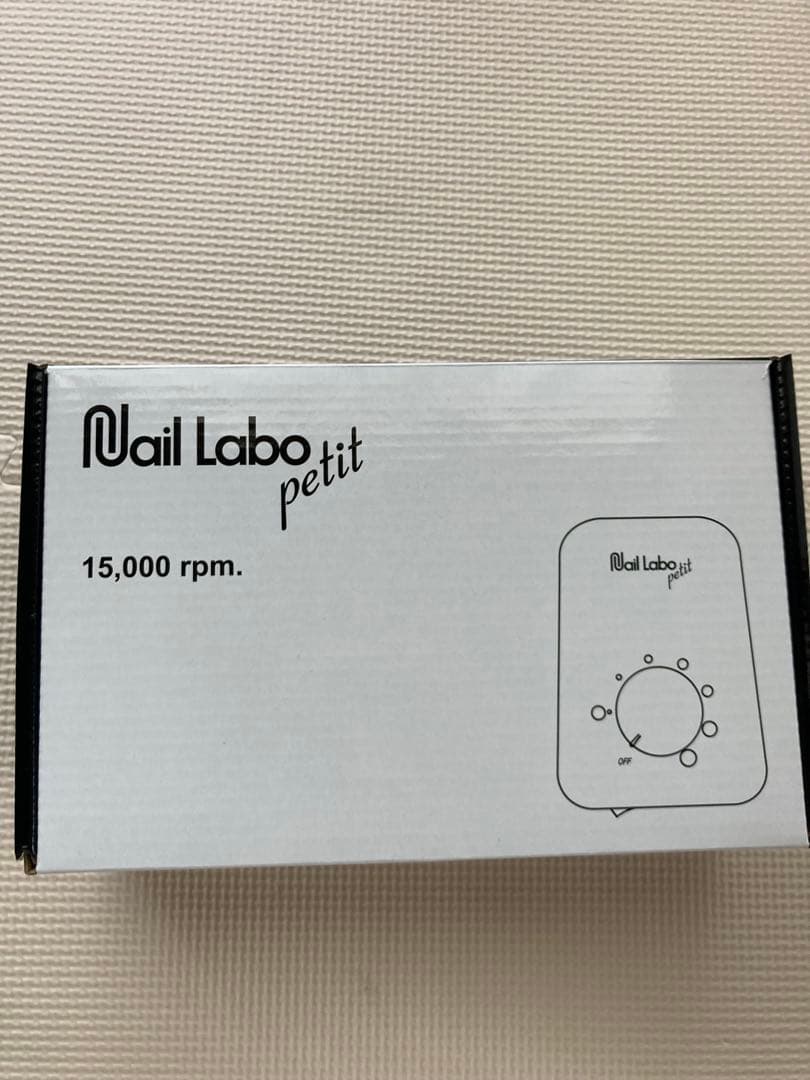 Nail Labo
petit
15,000 rpm.
Nail Labo
petit
OFF